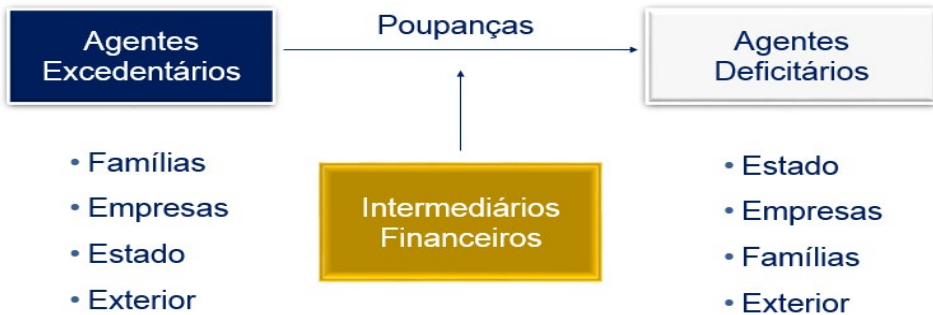 Agentes
Excedentários
Poupanças
Agentes
Deficitários
• Famílias
• Empresas
• Estado
• Exterior
Intermediários
Financeiros
• Estado
• Empresas
• Famílias
• Exterior